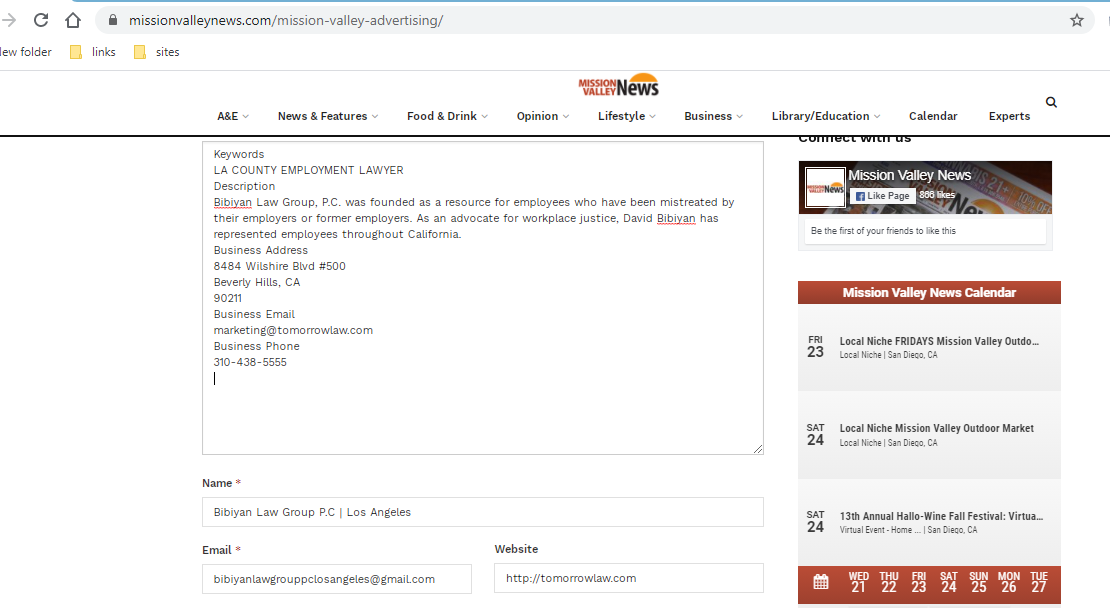 missionvalleynews.com/mission-valley-advertising/
New folder links sites
MISSION VALLEY News
A&E News & Features Food & Drink Opinion Lifestyle Business Library/Education Calendar Experts
Keywords
LA COUNTY EMPLOYMENT LAWYER
Description
Bibiyan Law Group, P.C. was founded as a resource for employees who have been mistreated by
their employers or former employers. As an advocate for workplace justice, David Bibiyan has
represented employees throughout California.
Business Address
8484 Wilshire Blvd #500
Beverly Hills, CA
90211
Business Email
marketing@tomorrowlaw.com
Business Phone
310-438-5555
Name *
Bibiyan Law Group P.C | Los Angeles
Email *
bibiyanlawgrouppclosangeles@gmail.com
Website
http://tomorrowlaw.com
Connect with us
Mission Valley News
Like Page 866 likes
Be the first of your friends to like this
Mission Valley News Calendar
FRI
23
Local Niche FRIDAYS Mission Valley Outdo...
Local Niche | San Diego, CA
SAT
24
Local Niche Mission Valley Outdoor Market
Local Niche | San Diego, CA
SAT
24
13th Annual Hallo-Wine Fall Festival: Virtua...
Virtual Event - Home ... | San Diego, CA
WED THU FRI SAT SUN MON TUE
21 22 23 24 25 26 27